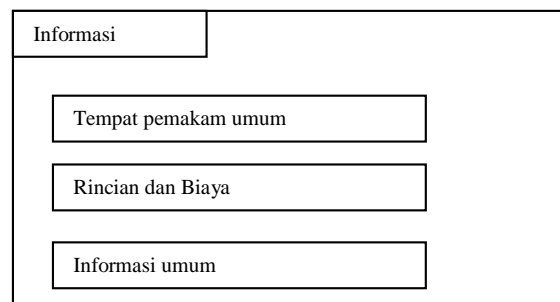 Informasi
Tempat pemakam umum
Rincian dan Biaya
Informasi umum